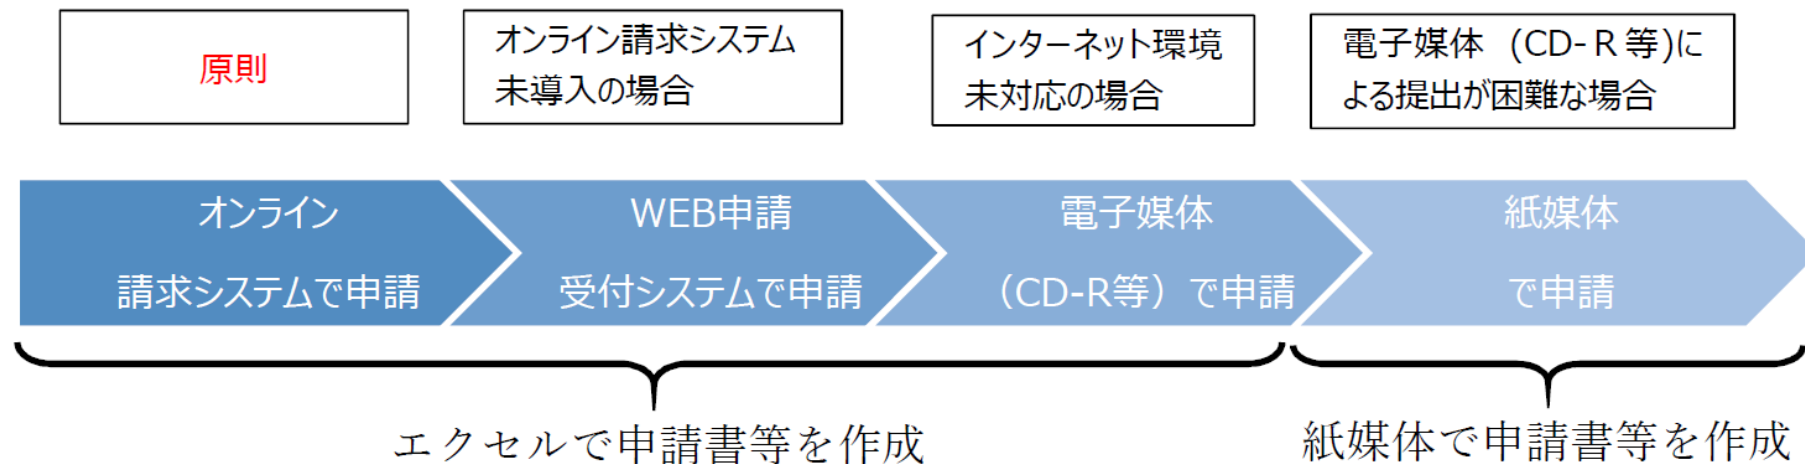 原則
オンライン請求システム
未導入の場合
インターネット環境
未対応の場合
電子媒体 (CD-R等)に
よる提出が困難な場合
オンライン
請求システムで申請
WEB申請
受付システムで申請
電子媒体
（CD-R等）で申請
紙媒体
で申請
エクセルで申請書等を作成
紙媒体で申請書等を作成